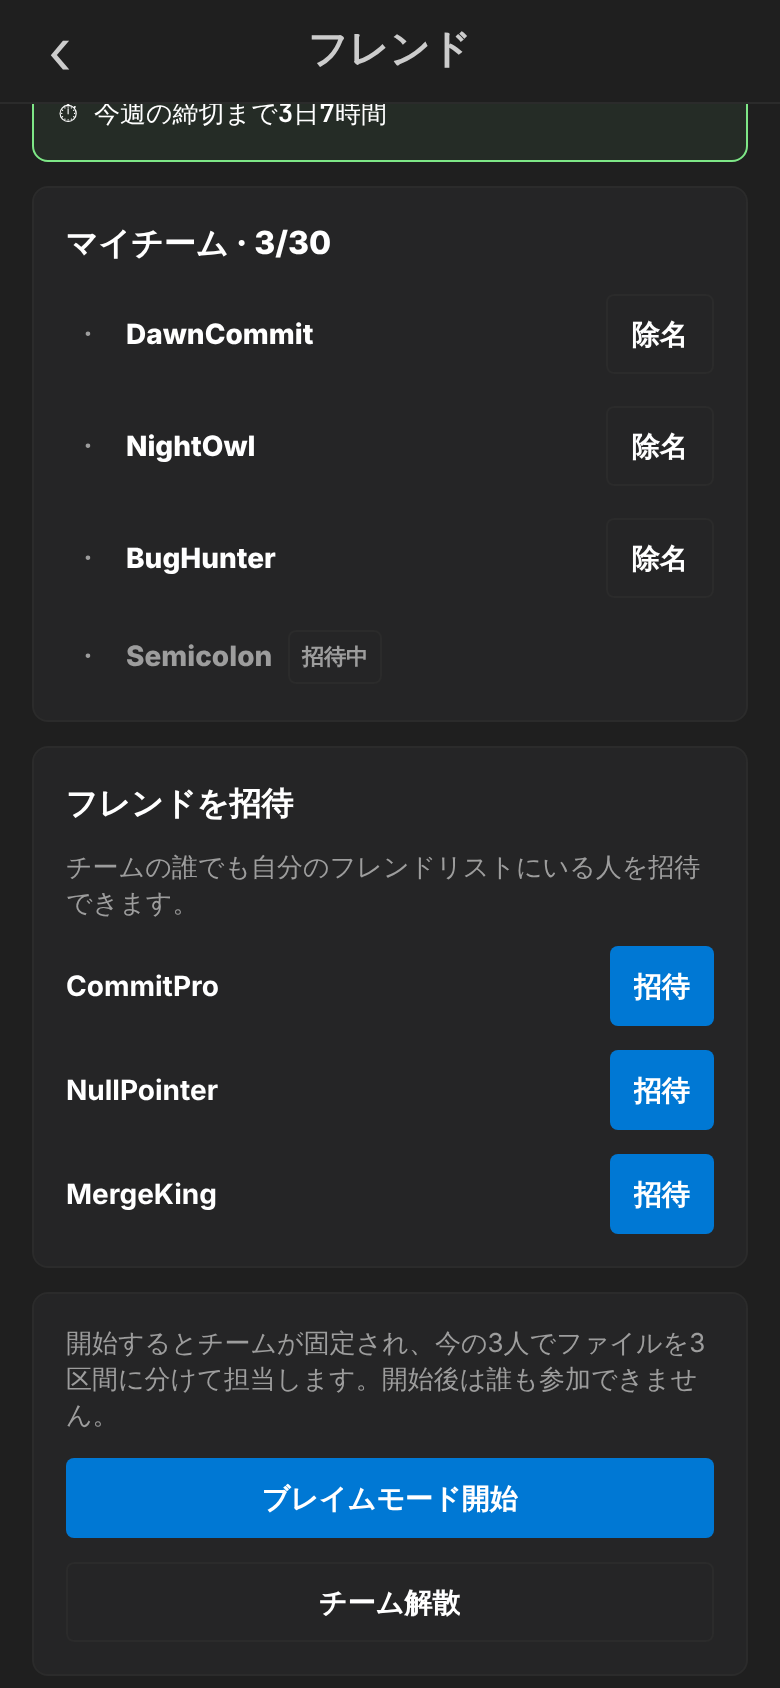 フレンド
今週の締切まで3日7時間
マイチーム · 3/30
· DawnCommit 除名
· NightOwl 除名
· BugHunter 除名
· Semicolon 招待中
フレンドを招待
チームの誰でも自分のフレンドリストにいる人を招待
できます。
CommitPro 招待
NullPointer 招待
MergeKing 招待
開始するとチームが固定され、今の3人でファイルを3
区間に分けて担当します。開始後は誰も参加できませ
ん。
ブレイムモード開始
チーム解散